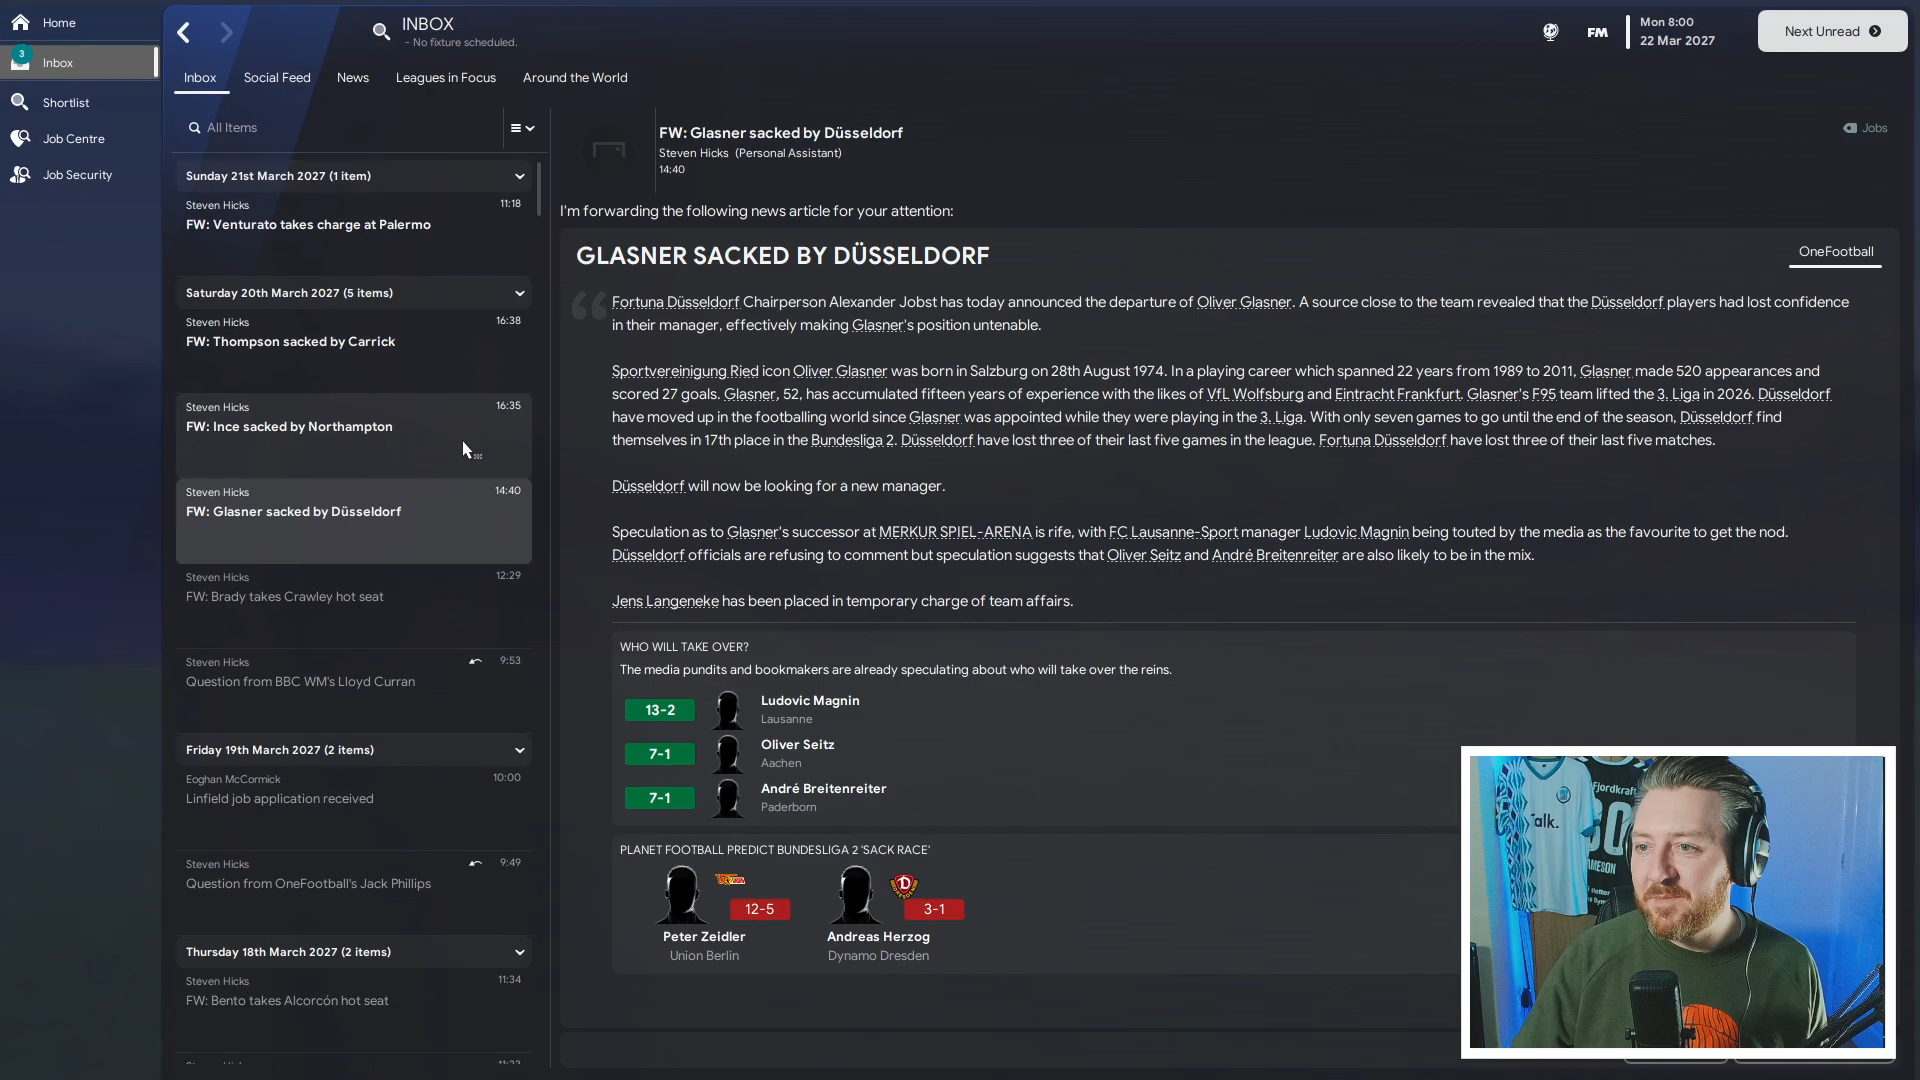 Home
3
Inbox
Shortlist
Job Centre
Job Security
INBOX
- No fixture scheduled.
FM
Mon 8:00
22 Mar 2027
Next Unread
Inbox
Social Feed
News
Leagues in Focus
Around the World
All Items
Sunday 21st March 2027 (1 item)
Steven Hicks
11:18
FW: Venturato takes charge at Palermo
Saturday 20th March 2027 (5 items)
Steven Hicks
16:38
FW: Thompson sacked by Carrick
Steven Hicks
16:35
FW: Ince sacked by Northampton
Steven Hicks
14:40
FW: Glasner sacked by Düsseldorf
Steven Hicks
12:29
FW: Brady takes Crawley hot seat
Steven Hicks
9:53
Question from BBC WM's Lloyd Curran
Friday 19th March 2027 (2 items)
Eoghan McCormick
10:00
Linfield job application received
Steven Hicks
9:49
Question from OneFootball's Jack Phillips
Thursday 18th March 2027 (2 items)
Steven Hicks
11:34
FW: Bento takes Alcorcón hot seat
FW: Glasner sacked by Düsseldorf
Steven Hicks (Personal Assistant)
14:40
Jobs
I'm forwarding the following news article for your attention:
GLASNER SACKED BY DÜSSELDORF
OneFootball
Fortuna Düsseldorf Chairperson Alexander Jobst has today announced the departure of Oliver Glasner. A source close to the team revealed that the Düsseldorf players had lost confidence
in their manager, effectively making Glasner's position untenable.
Sportvereinigung Ried icon Oliver Glasner was born in Salzburg on 28th August 1974. In a playing career which spanned 22 years from 1989 to 2011, Glasner made 520 appearances and
scored 27 goals. Glasner, 52, has accumulated fifteen years of experience with the likes of VfL Wolfsburg and Eintracht Frankfurt. Glasner's F95 team lifted the 3. Liga in 2026. Düsseldorf
have moved up in the footballing world since Glasner was appointed while they were playing in the 3. Liga. With only seven games to go until the end of the season, Düsseldorf find
themselves in 17th place in the Bundesliga 2. Düsseldorf have lost three of their last five games in the league. Fortuna Düsseldorf have lost three of their last five matches.
Düsseldorf will now be looking for a new manager.
Speculation as to Glasner's successor at MERKUR SPIEL-ARENA is rife, with FC Lausanne-Sport manager Ludovic Magnin being touted by the media as the favourite to get the nod.
Düsseldorf officials are refusing to comment but speculation suggests that Oliver Seitz and André Breitenreiter are also likely to be in the mix.
Jens Langeneke has been placed in temporary charge of team affairs.
WHO WILL TAKE OVER?
The media pundits and bookmakers are already speculating about who will take over the reins.
13-2
Ludovic Magnin
Lausanne
7-1
Oliver Seitz
Aachen
7-1
André Breitenreiter
Paderborn
PLANET FOOTBALL PREDICT BUNDESLIGA 2 'SACK RACE'
12-5
Peter Zeidler
Union Berlin
D
3-1
Andreas Herzog
Dynamo Dresden
Talk.